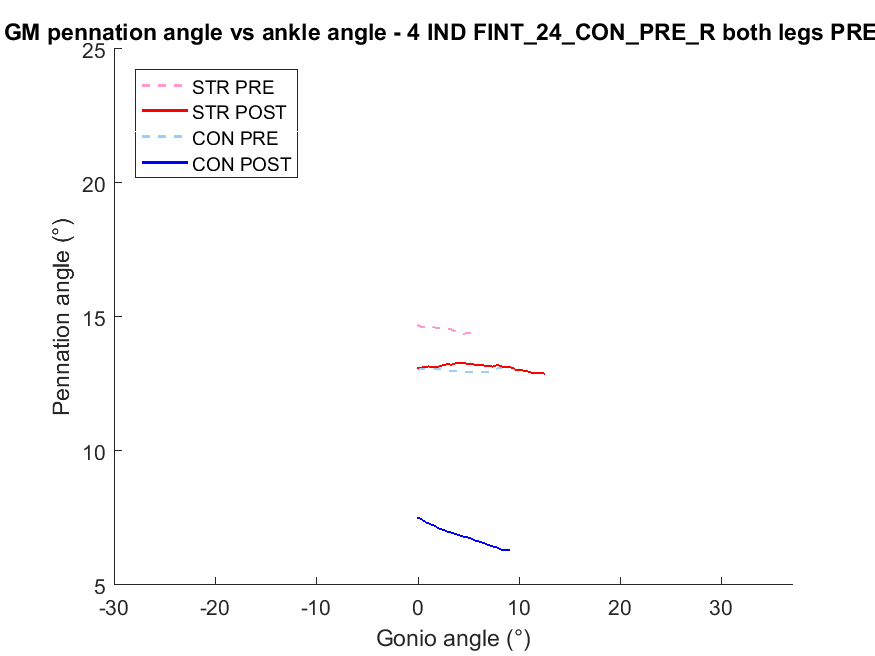 GM pennation angle vs ankle angle - 4 IND FINT_24_CON_PRE_R both legs PRE
25
20
15
10
5
Pennation angle (°)
STR PRE
STR POST
CON PRE
CON POST
-30 -20 -10 0 10 20 30
Gonio angle (°)